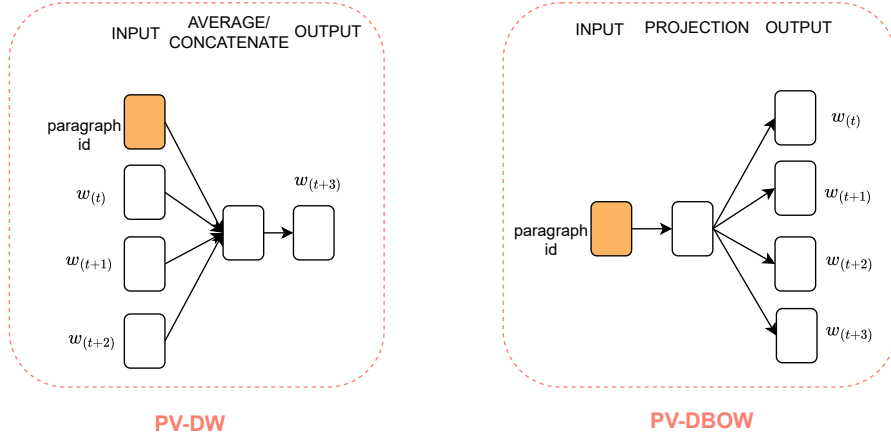 INPUT
AVERAGE/
CONCATENATE
OUTPUT
paragraph
id
w(t)
w(t+1)
w(t+2)
w(t+3)
PV-DW
INPUT
PROJECTION
OUTPUT
paragraph
id
w(t)
w(t+1)
w(t+2)
w(t+3)
PV-DBOW